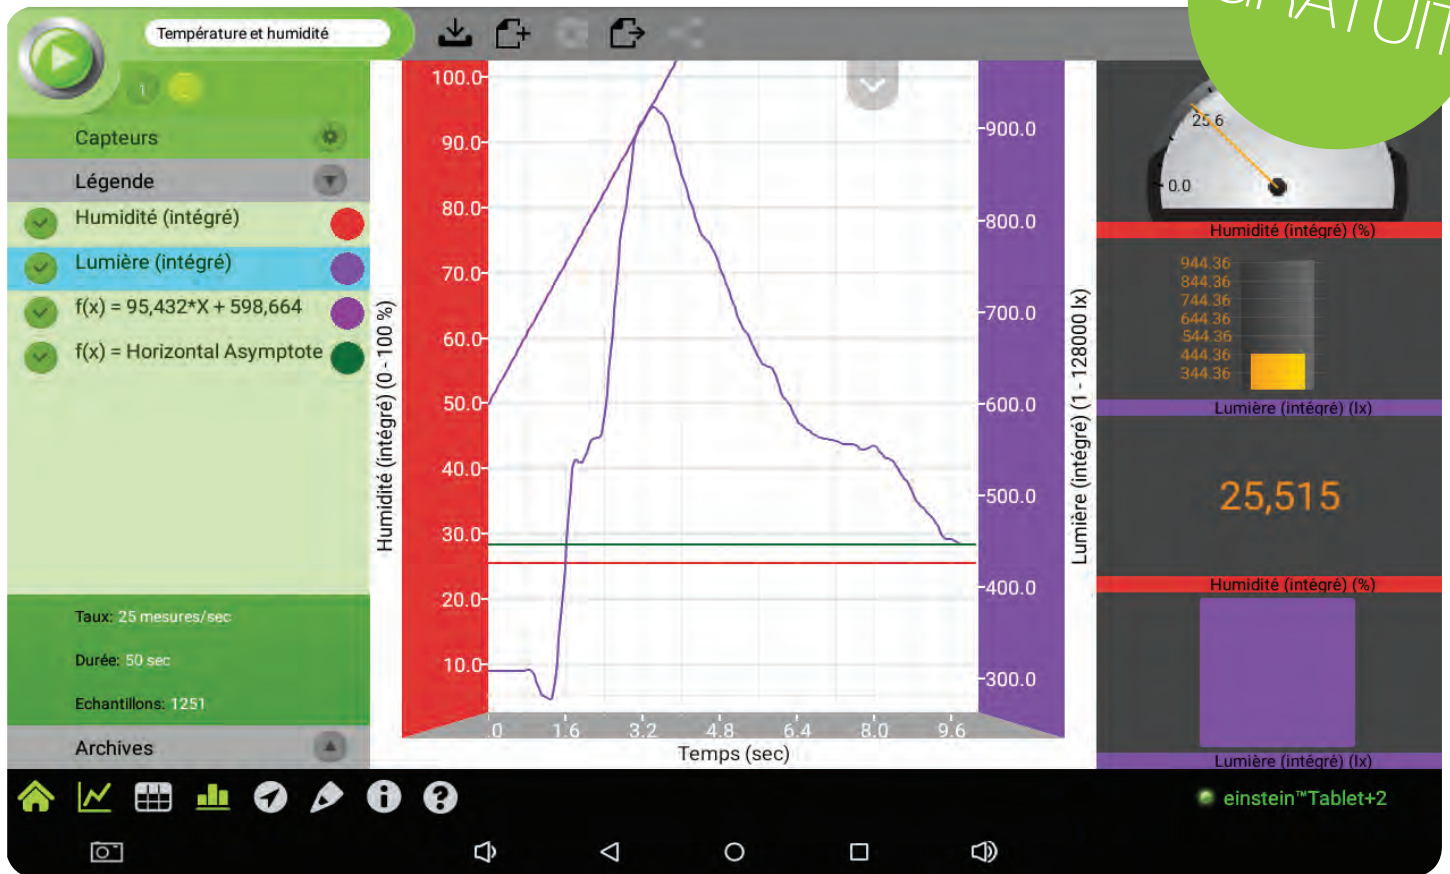 Température et humidité
GRATUIT
1
Capteurs
Légende
Humidité (intégré)
Lumière (intégré)
f(x) = 95,432*X + 598,664
f(x) = Horizontal Asymptote
Taux: 25 mesures/sec
Durée: 50 sec
Echantillons: 1251
Archives
Humidité (intégré) (0 - 100 %)
100.0
90.0
80.0
70.0
60.0
50.0
40.0
30.0
20.0
10.0
.0 1.6 3.2 4.8 6.4 8.0 9.6
Temps (sec)
900.0
800.0
700.0
600.0
500.0
400.0
300.0
Lumière (intégré) (1 - 128000 lx)
25.6
0.0
Humidité (intégré) (%)
944.36
844.36
744.36
644.36
544.36
444.36
344.36
Lumière (intégré) (lx)
25,515
Humidité (intégré) (%)
Lumière (intégré) (lx)
einstein™Tablet+2